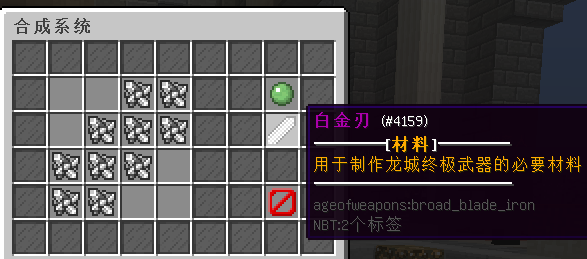 合成系统
白金刃 (#4159)
[材料]
用于制作龙城终极武器的必要材料
ageofweapons:broad_blade_iron
NBT:2个标签